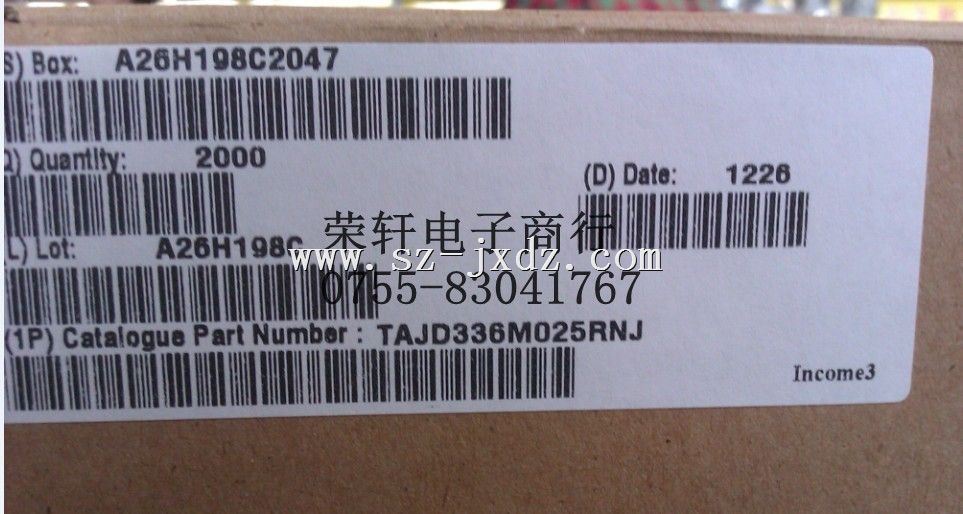 S) Box: A26H198C2047
Q) Quantity: 2000
(D) Date: 1226
荣轩电子商行
L) Lot: A26H198C
www.sz-jxdz.com
0755-83041767
(1P) Catalogue Part Number : TAJD336M025RNJ
Income3